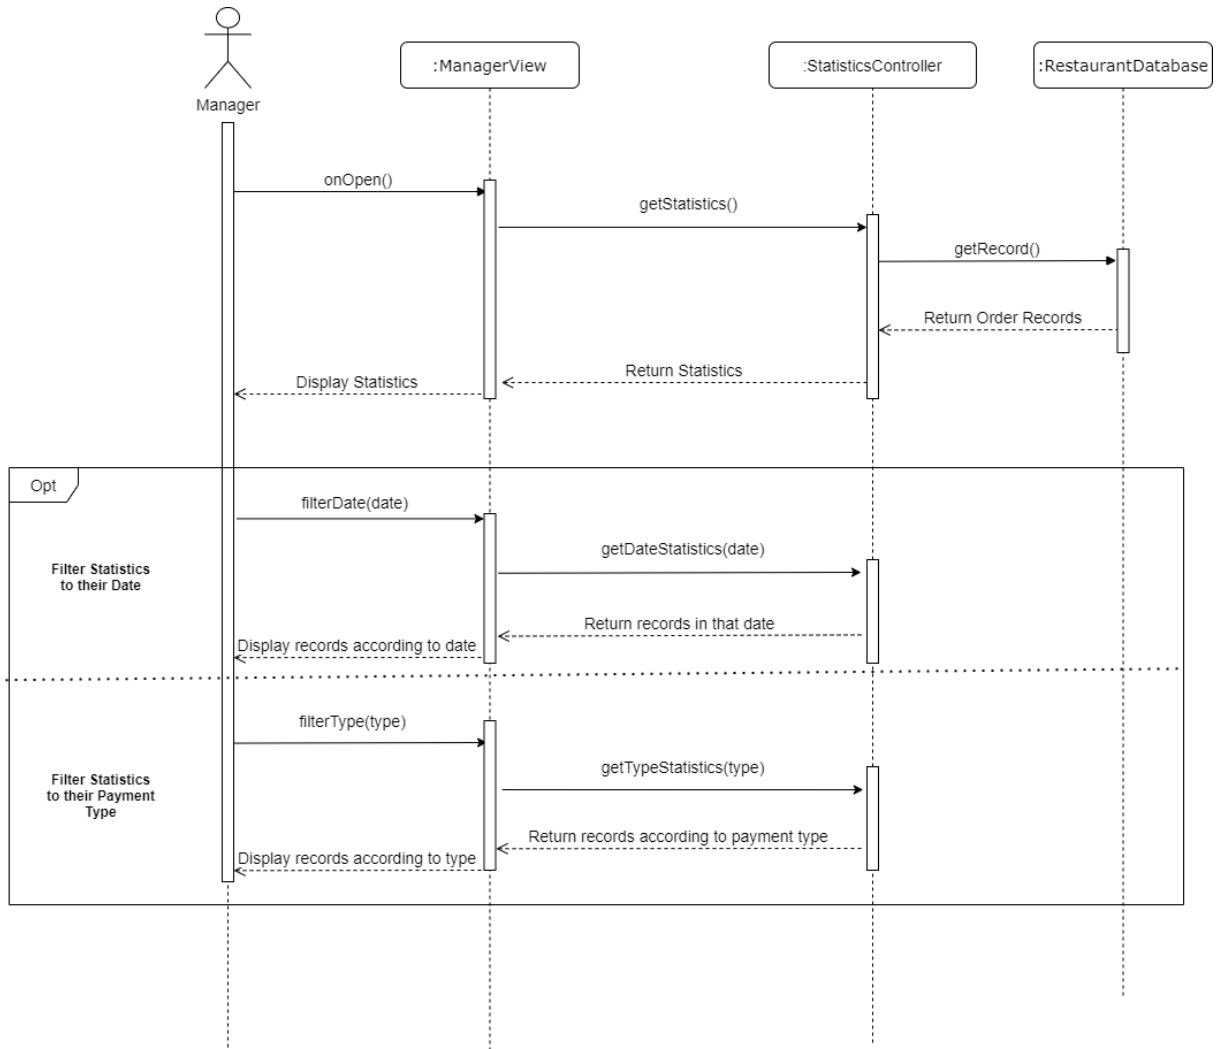 Manager
:ManagerView
:StatisticsController
:RestaurantDatabase
onOpen()
getStatistics()
getRecord()
Return Order Records
Return Statistics
Display Statistics
Opt
filterDate(date)
getDateStatistics(date)
Filter Statistics
to their Date
Return records in that date
Display records according to date
filterType(type)
getTypeStatistics(type)
Filter Statistics
to their Payment
Type
Return records according to payment type
Display records according to type